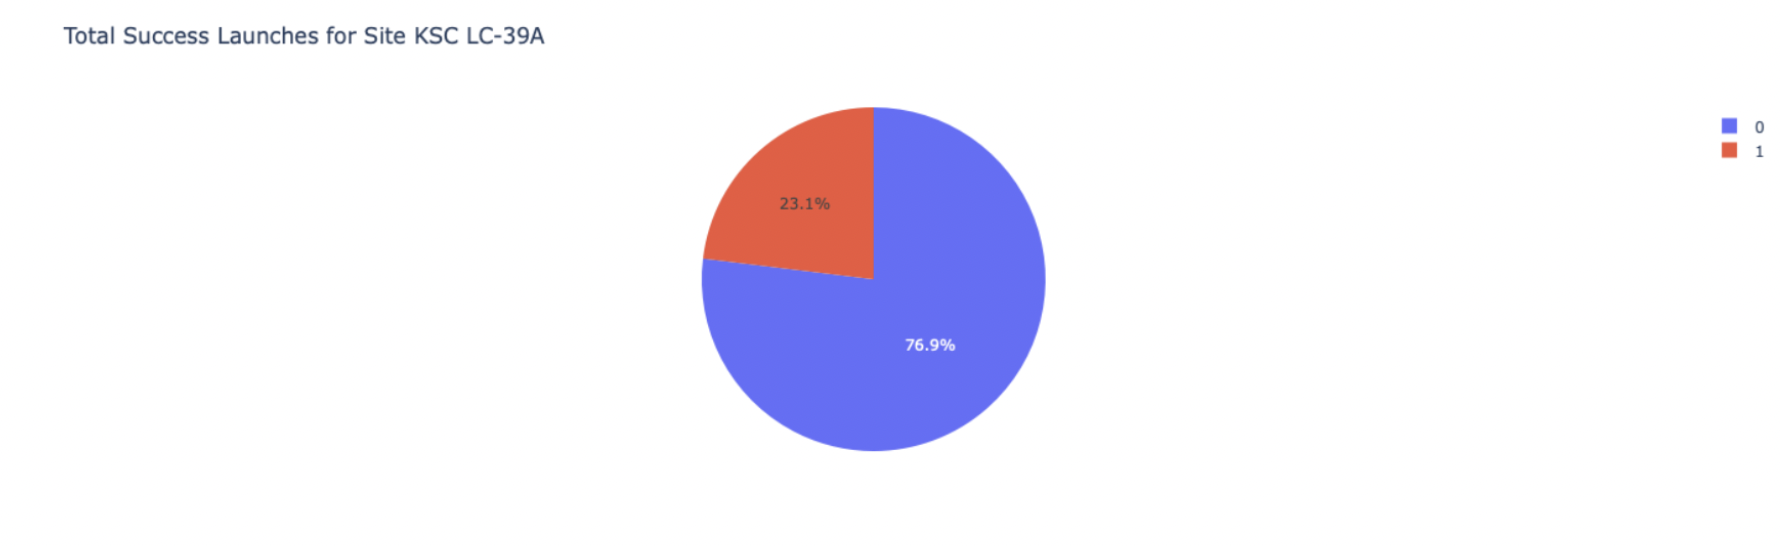 Total Success Launches for Site KSC LC-39A
0
1
23.1%
76.9%